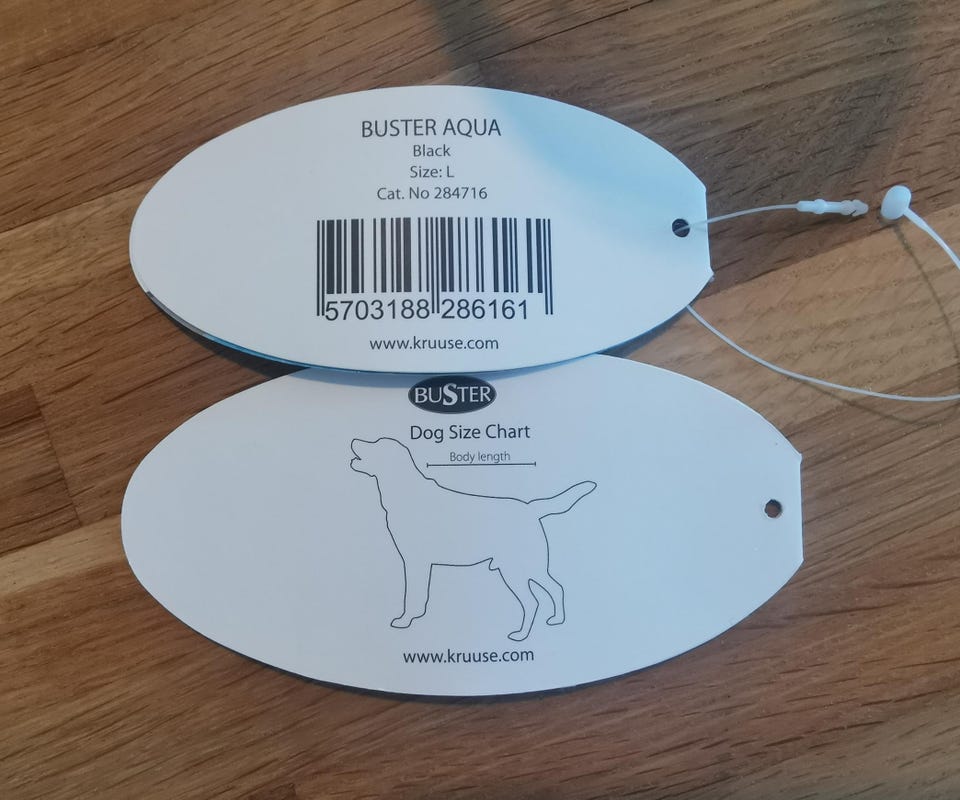 BUSTER AQUA
Black
Size: L
Cat. No 284716
5703188 286161
www.kruuse.com
BUSTER
Dog Size Chart
Body length
www.kruuse.com